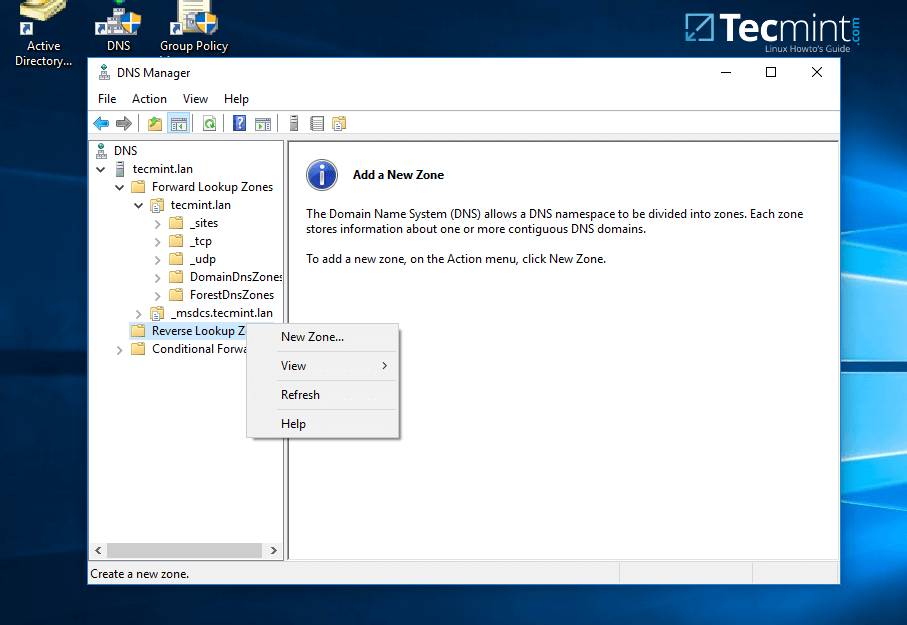 Active
Directory...
DNS
Group Policy
Tecmint.com
Linux Howto's Guide
DNS Manager
File Action View Help
DNS
tecmint.lan
Forward Lookup Zones
tecmint.lan
_sites
_tcp
_udp
DomainDnsZones
ForestDnsZones
_msdcs.tecmint.lan
Reverse Lookup Z
Conditional Forwa
New Zone...
View
Refresh
Help
Add a New Zone
The Domain Name System (DNS) allows a DNS namespace to be divided into zones. Each zone
stores information about one or more contiguous DNS domains.
To add a new zone, on the Action menu, click New Zone.
Create a new zone.